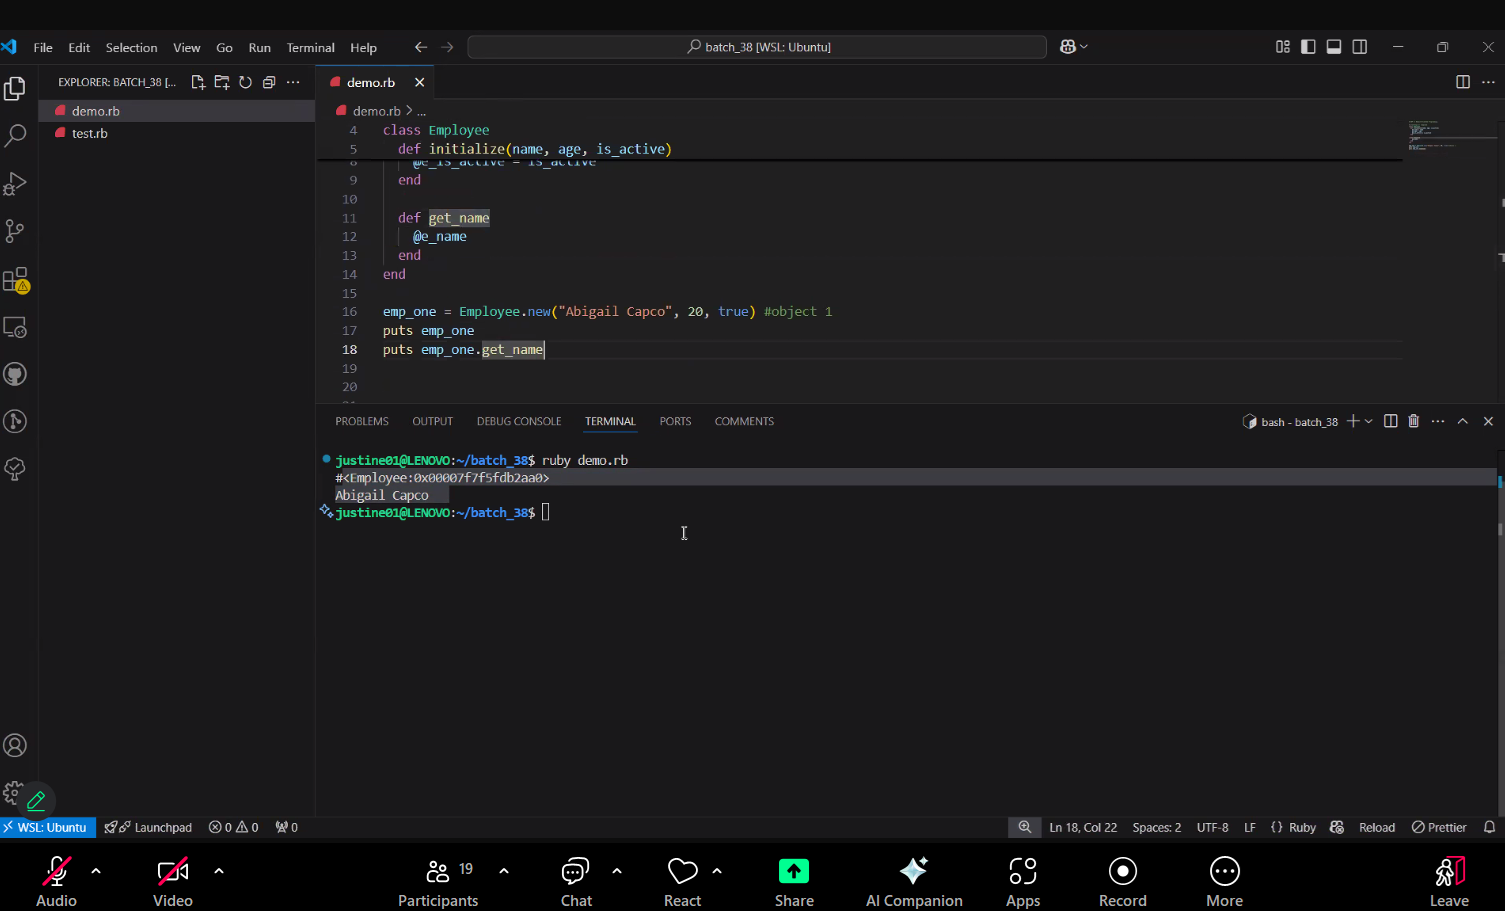 File Edit Selection View Go Run Terminal Help
batch_38 [WSL: Ubuntu]
EXPLORER: BATCH_38 [...
demo.rb
test.rb
demo.rb
demo.rb > ...
4 class Employee
5 def initialize(name, age, is_active)
8 @e_is_active = is_active
9 end
10
11 def get_name
12 @e_name
13 end
14 end
15
16 emp_one = Employee.new("Abigail Capco", 20, true) #object 1
17 puts emp_one
18 puts emp_one.get_name
19
20
PROBLEMS OUTPUT DEBUG CONSOLE TERMINAL PORTS COMMENTS
bash - batch_38
justine01@LENOVO:~/batch_38$ ruby demo.rb
#<Employee:0x00007f7f5fdb2aa0>
Abigail Capco
justine01@LENOVO:~/batch_38$
WSL: Ubuntu Launchpad 0 0 0
Ln 18, Col 22 Spaces: 2 UTF-8 LF {} Ruby Reload Prettier
19
Audio Video Participants Chat React Share AI Companion Apps Record More Leave